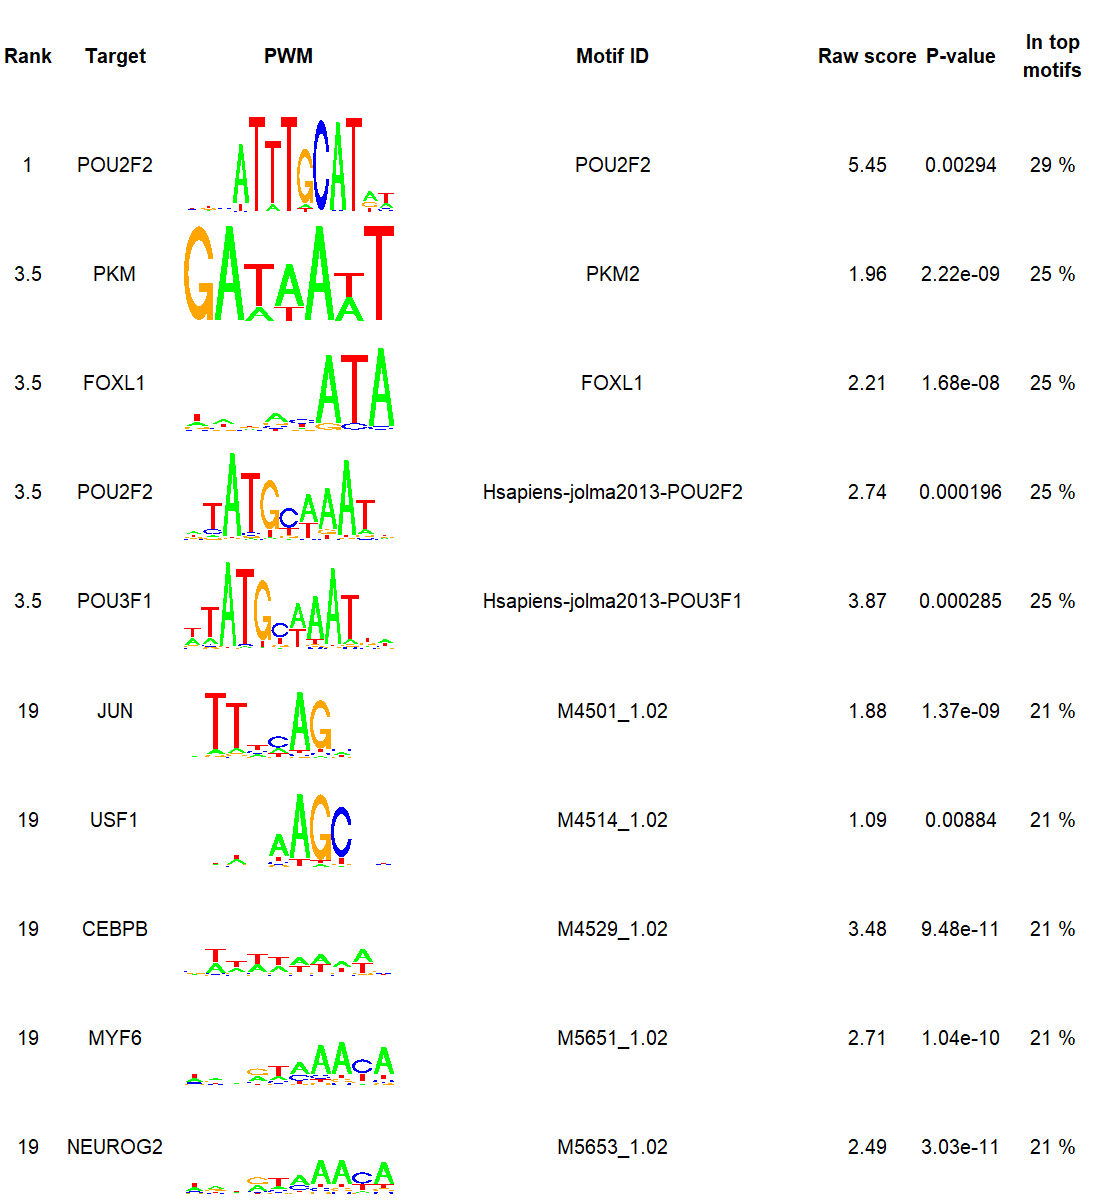 Rank Target PWM Motif ID Raw score P-value In top motifs
1 POU2F2 POU2F2 5.45 0.00294 29 %
3.5 PKM PKM2 1.96 2.22e-09 25 %
3.5 FOXL1 FOXL1 2.21 1.68e-08 25 %
3.5 POU2F2 Hsapiens-jolma2013-POU2F2 2.74 0.000196 25 %
3.5 POU3F1 Hsapiens-jolma2013-POU3F1 3.87 0.000285 25 %
19 JUN M4501_1.02 1.88 1.37e-09 21 %
19 USF1 M4514_1.02 1.09 0.00884 21 %
19 CEBPB M4529_1.02 3.48 9.48e-11 21 %
19 MYF6 M5651_1.02 2.71 1.04e-10 21 %
19 NEUROG2 M5653_1.02 2.49 3.03e-11 21 %